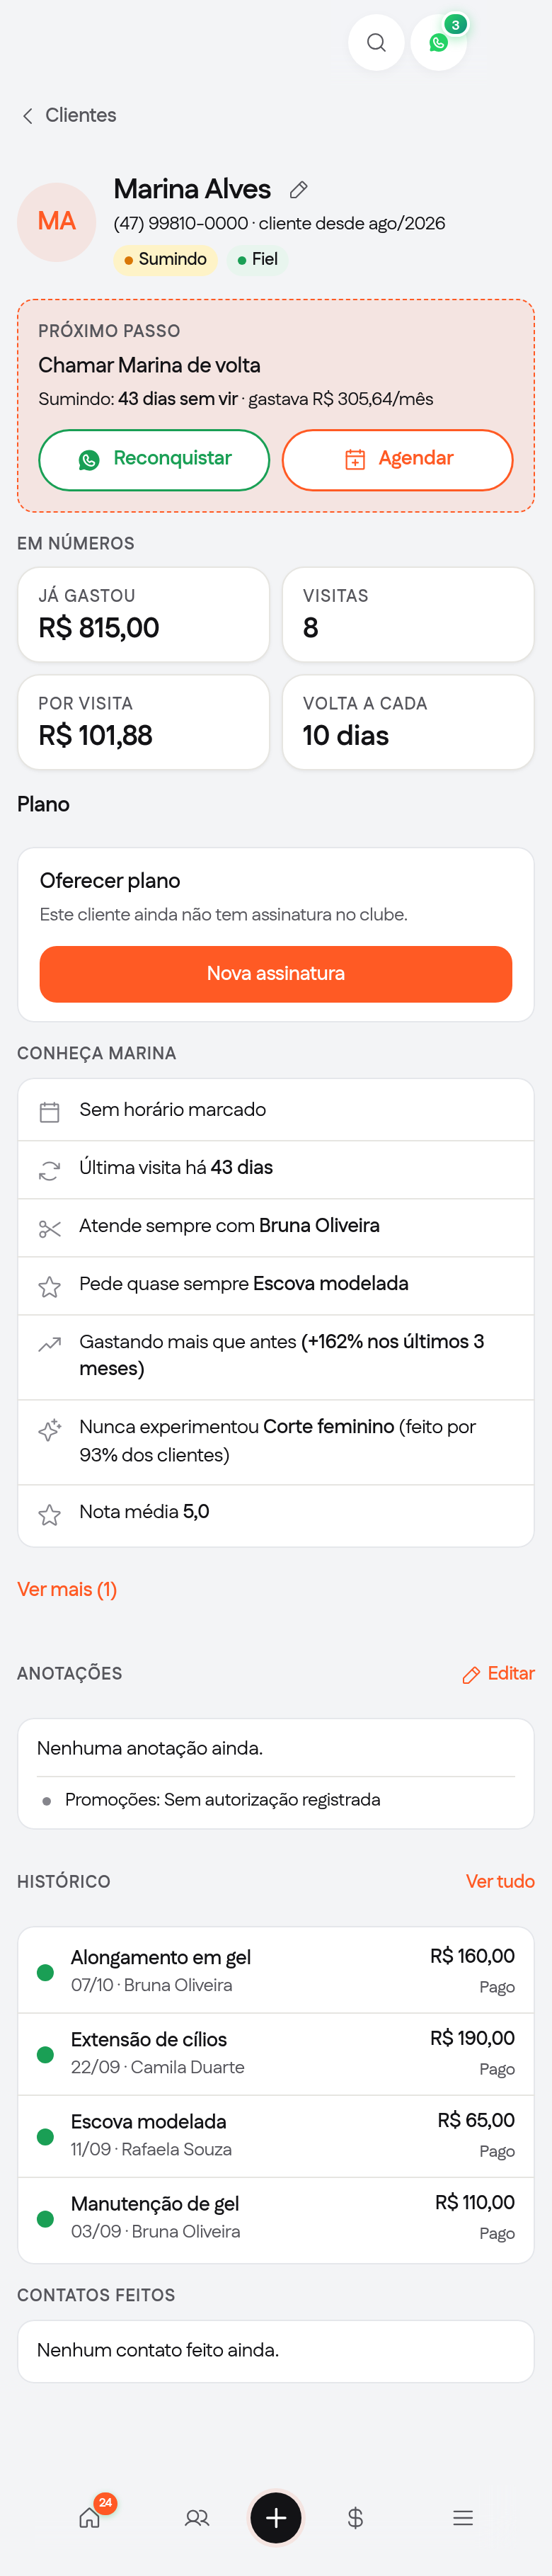 3
Clientes
MA
Marina Alves
(47) 99810-0000 · cliente desde ago/2026
Sumindo
Fiel
PRÓXIMO PASSO
Chamar Marina de volta
Sumindo: 43 dias sem vir · gastava R$ 305,64/mês
Reconquistar
Agendar
EM NÚMEROS
JÁ GASTOU
R$ 815,00
VISITAS
8
POR VISITA
R$ 101,88
VOLTA A CADA
10 dias
Plano
Oferecer plano
Este cliente ainda não tem assinatura no clube.
Nova assinatura
CONHEÇA MARINA
Sem horário marcado
Última visita há 43 dias
Atende sempre com Bruna Oliveira
Pede quase sempre Escova modelada
Gastando mais que antes (+162% nos últimos 3
meses)
Nunca experimentou Corte feminino (feito por
93% dos clientes)
Nota média 5,0
Ver mais (1)
ANOTAÇÕES
Editar
Nenhuma anotação ainda.
Promoções: Sem autorização registrada
HISTÓRICO
Ver tudo
Alongamento em gel
R$ 160,00
07/10 · Bruna Oliveira
Pago
Extensão de cílios
R$ 190,00
22/09 · Camila Duarte
Pago
Escova modelada
R$ 65,00
11/09 · Rafaela Souza
Pago
Manutenção de gel
R$ 110,00
03/09 · Bruna Oliveira
Pago
CONTATOS FEITOS
Nenhum contato feito ainda.
24